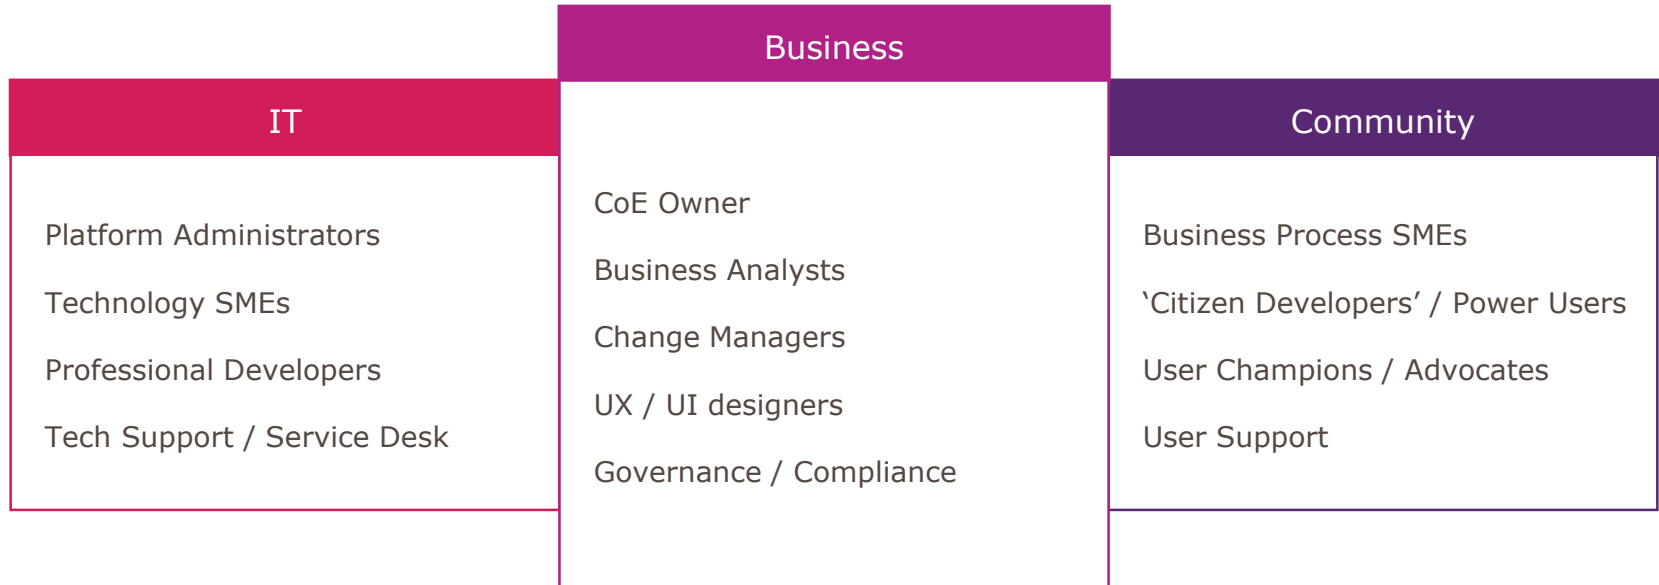 Business
IT
Community
Platform Administrators
Technology SMEs
Professional Developers
Tech Support / Service Desk
CoE Owner
Business Analysts
Change Managers
UX / UI designers
Governance / Compliance
Business Process SMEs
‘Citizen Developers’ / Power Users
User Champions / Advocates
User Support